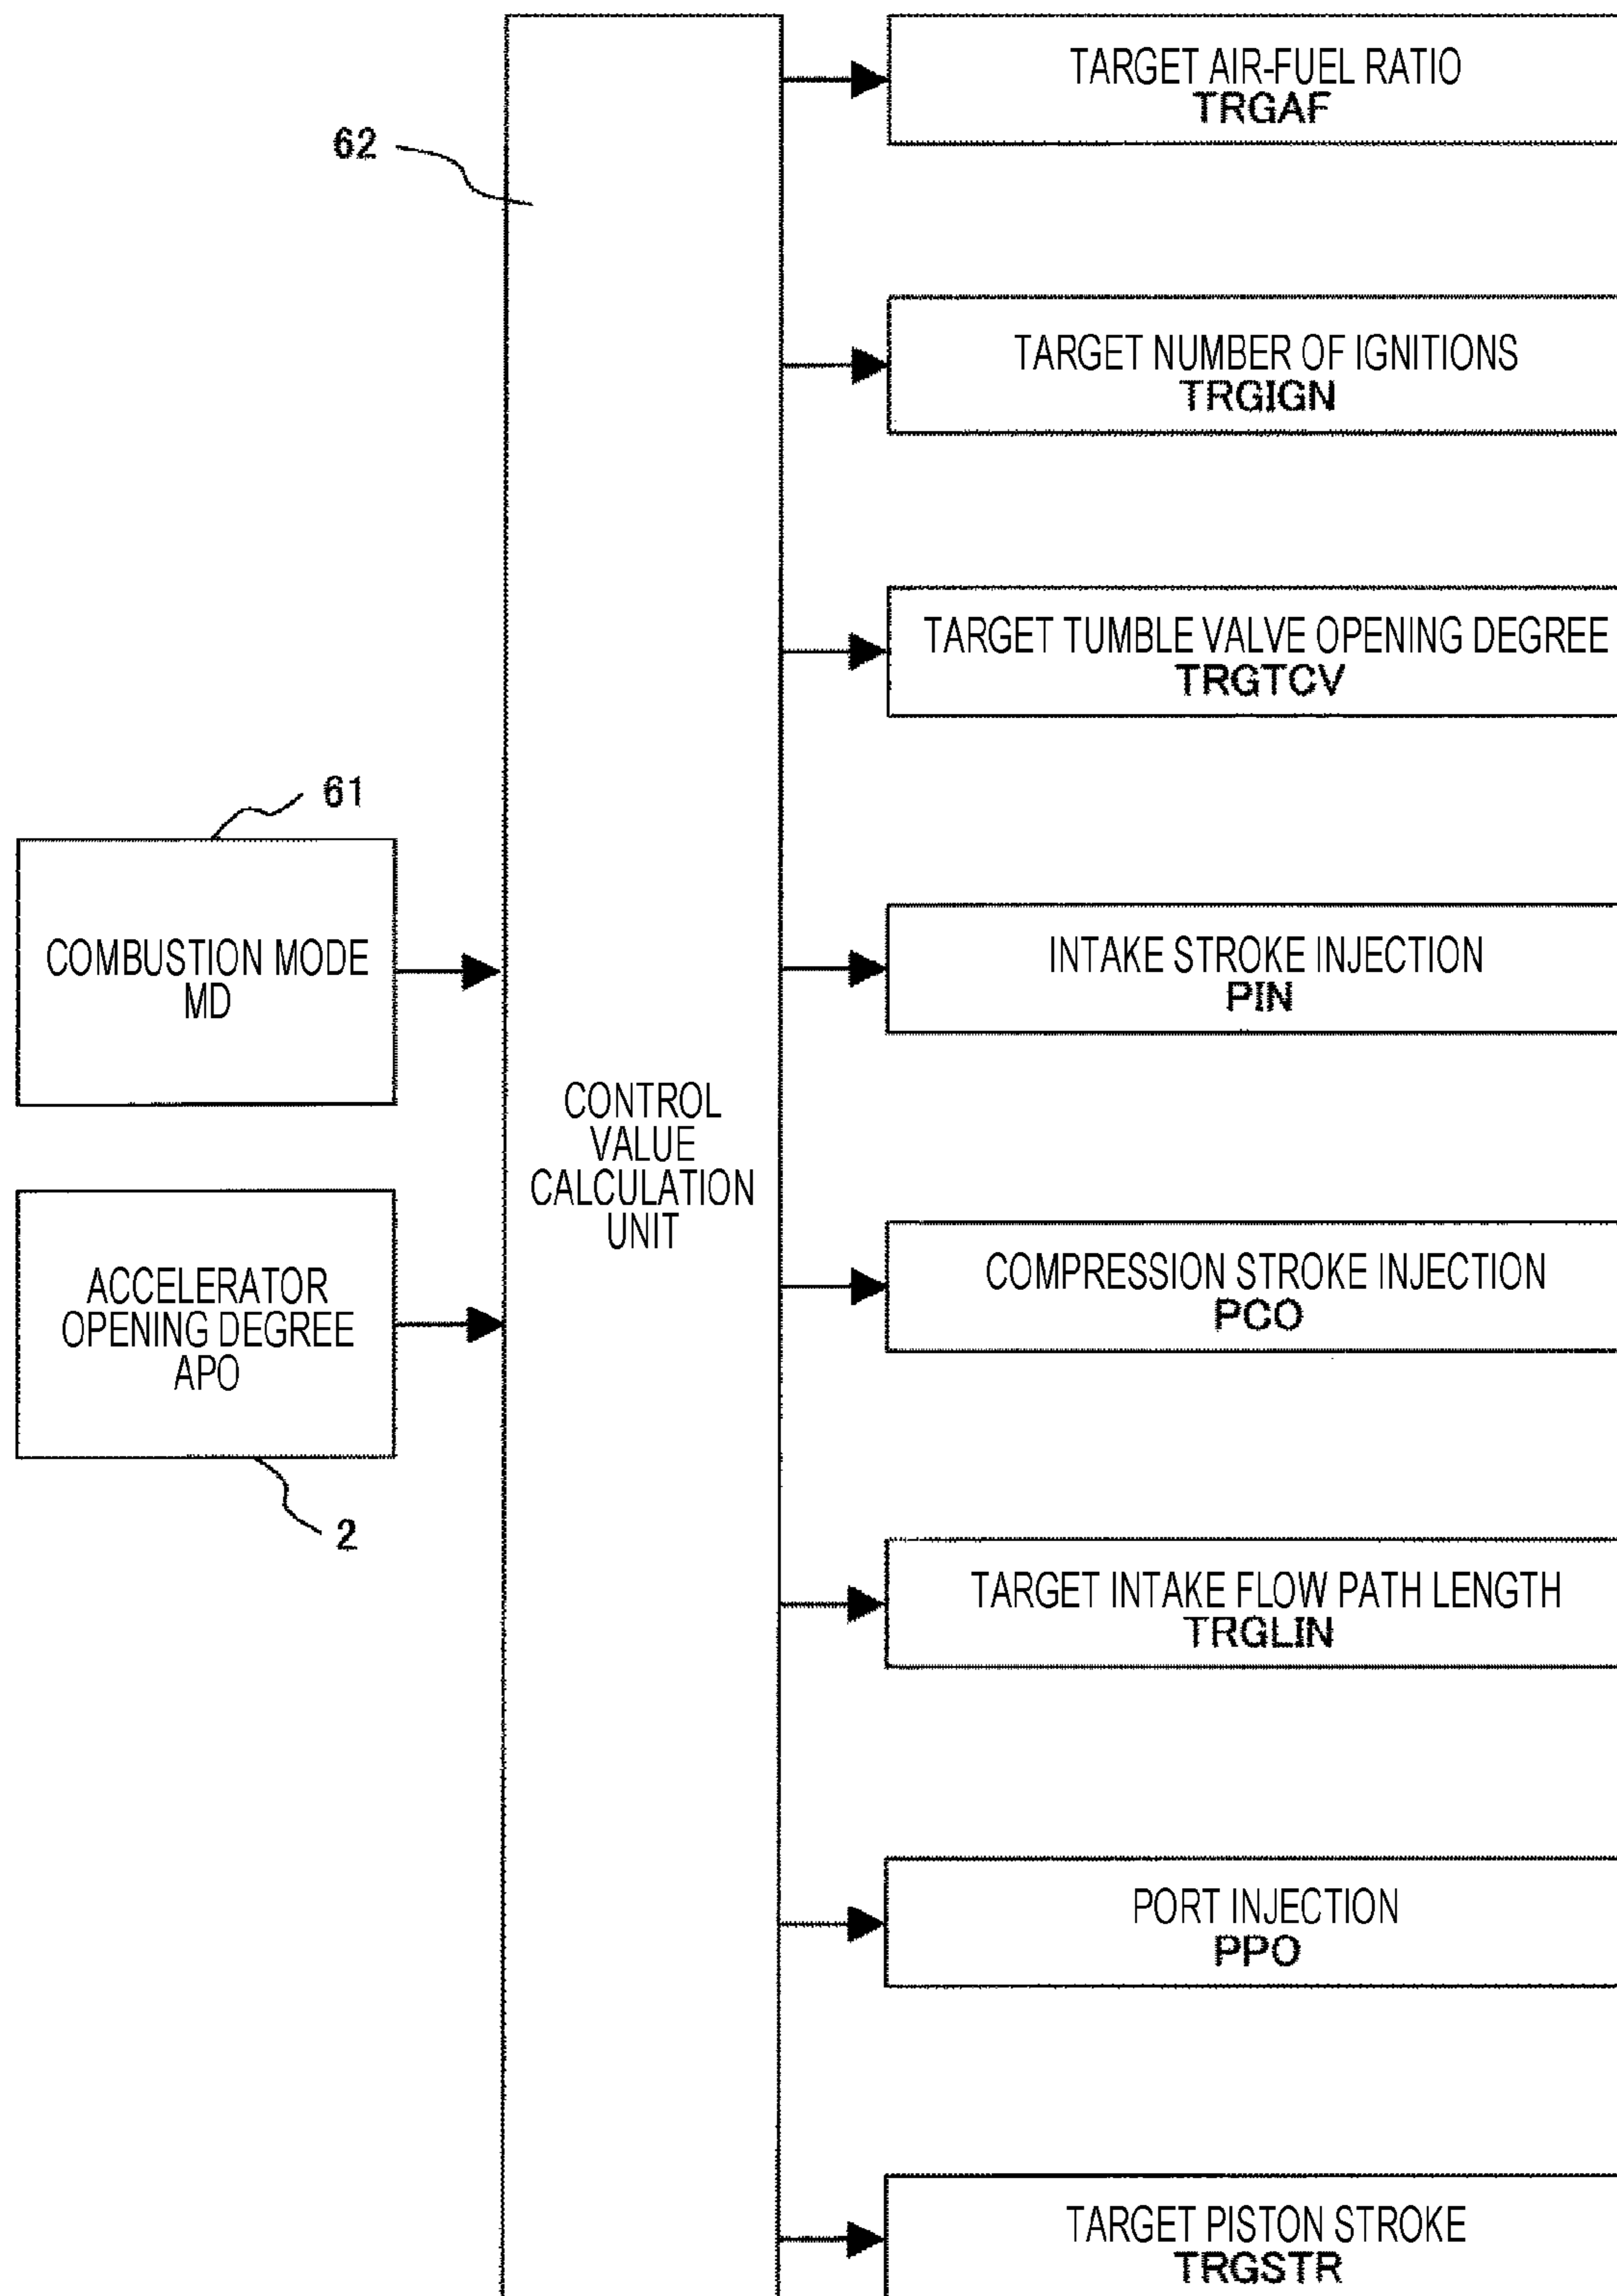 62
61
COMBUSTION MODE
MD
ACCELERATOR
OPENING DEGREE
APO
2
CONTROL
VALUE
CALCULATION
UNIT
TARGET AIR-FUEL RATIO
TRGAF
TARGET NUMBER OF IGNITIONS
TRGIGN
TARGET TUMBLE VALVE OPENING DEGREE
TRGTCV
INTAKE STROKE INJECTION
PIN
COMPRESSION STROKE INJECTION
PCO
TARGET INTAKE FLOW PATH LENGTH
TRGLIN
PORT INJECTION
PPO
TARGET PISTON STROKE
TRGSTR